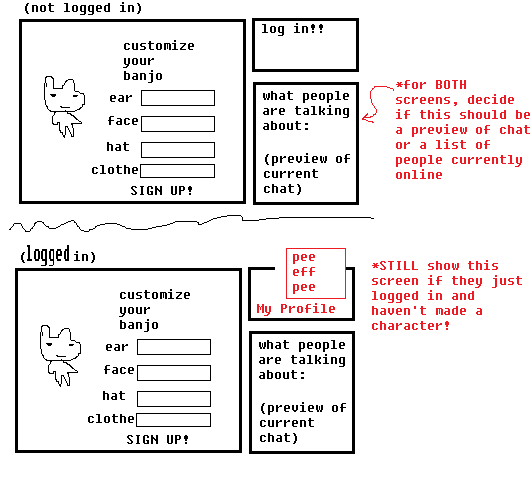 (not logged in)
customize
your
banjo
ear
face
hat
clothe
SIGN UP!
log in!!
what people
are talking
about:
(preview of
current
chat)
*for BOTH
screens, decide
if this should be
a preview of chat
or a list of
people currently
online
(logged in)
customize
your
banjo
ear
face
hat
clothe
SIGN UP!
pee
eff
pee
My Profile
what people
are talking
about:
(preview of
current
chat)
*STILL show this
screen if they just
logged in and
haven't made a
character!